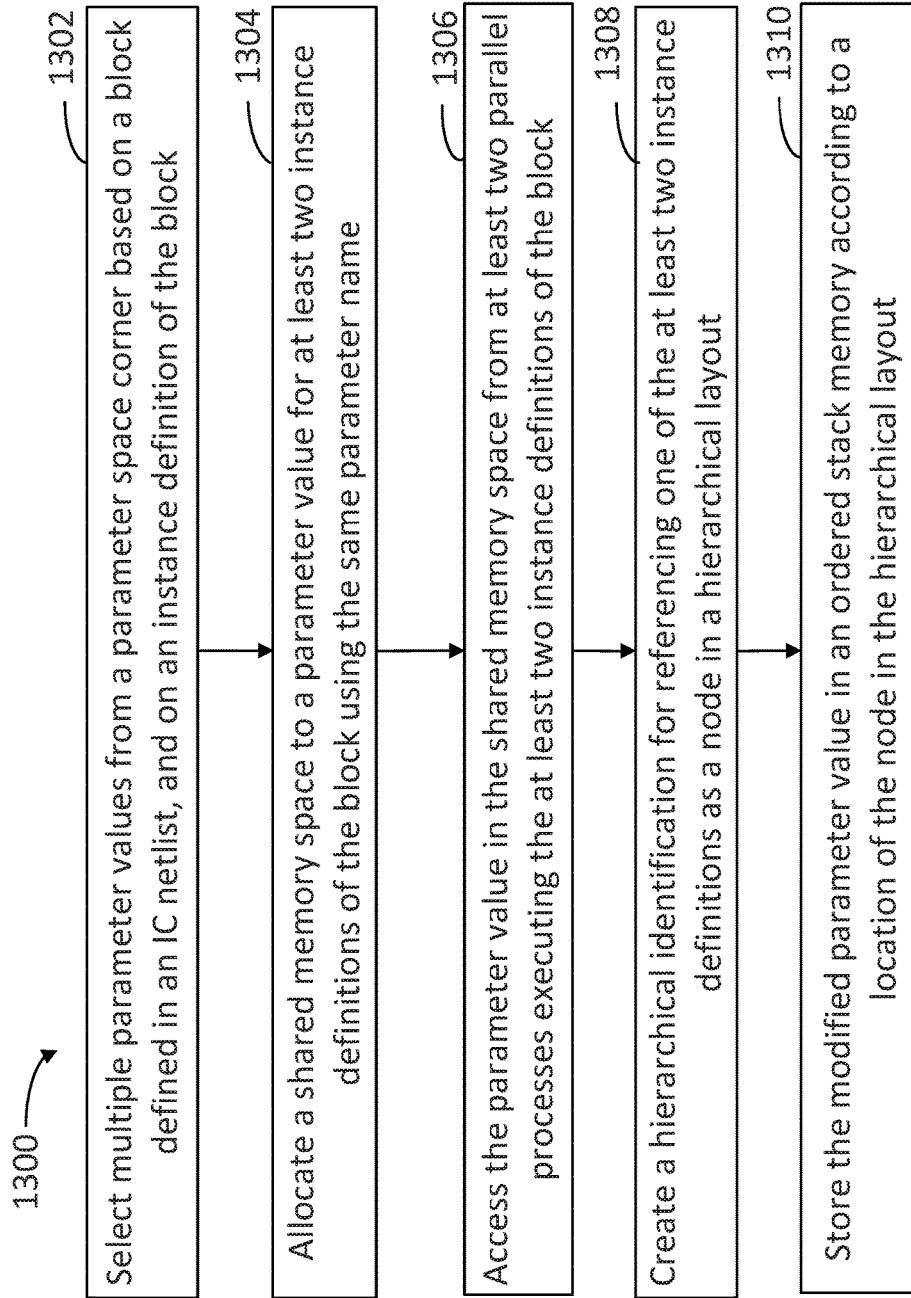 1300
1302
Select multiple parameter values from a parameter space corner based on a block
defined in an IC netlist, and on an instance definition of the block
1304
Allocate a shared memory space to a parameter value for at least two instance
definitions of the block using the same parameter name
1306
Access the parameter value in the shared memory space from at least two parallel
processes executing the at least two instance definitions of the block
1308
Create a hierarchical identification for referencing one of the at least two instance
definitions as a node in a hierarchical layout
1310
Store the modified parameter value in an ordered stack memory according to a
location of the node in the hierarchical layout